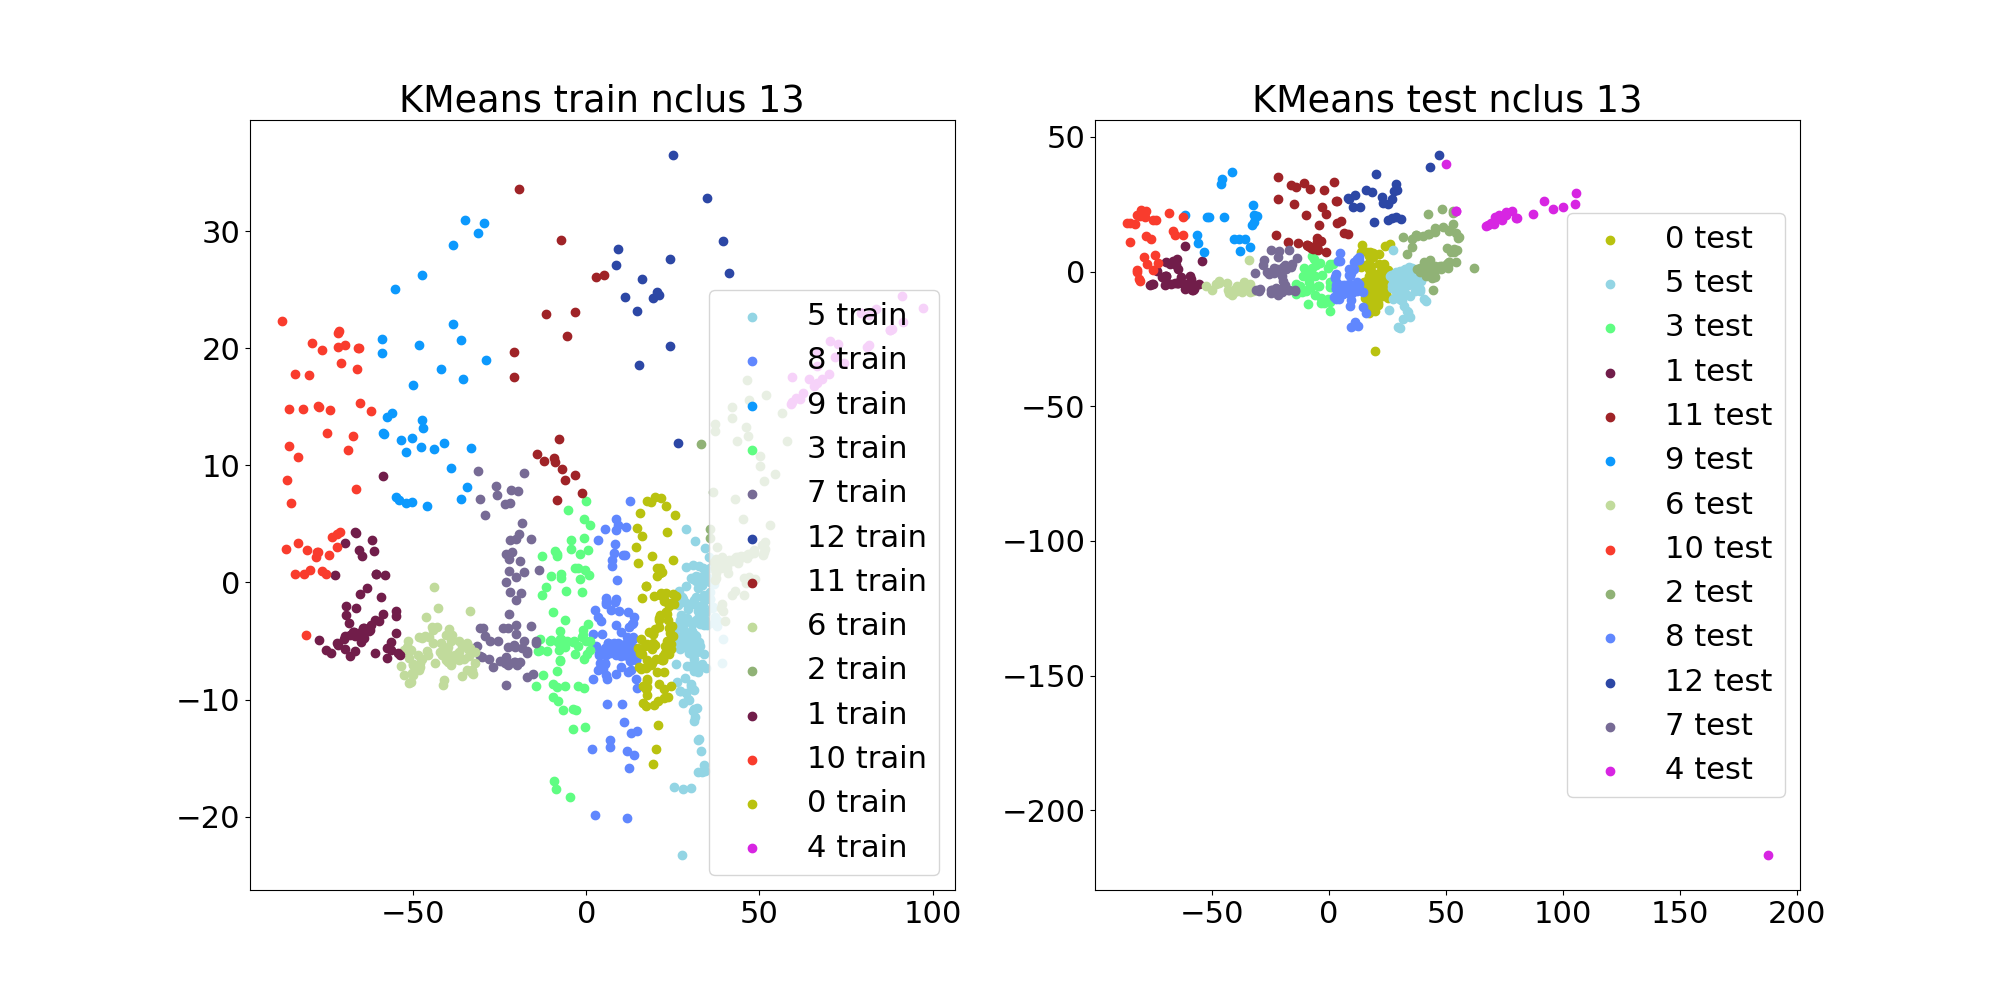 KMeans train nclus 13
30
20
10
0
−10
−20
−50
0
50
100
5 train
8 train
9 train
3 train
7 train
12 train
11 train
6 train
2 train
1 train
10 train
0 train
4 train
KMeans test nclus 13
50
0
−50
−100
−150
−200
−50
0
50
100
150
200
0 test
5 test
3 test
1 test
11 test
9 test
6 test
10 test
2 test
8 test
12 test
7 test
4 test